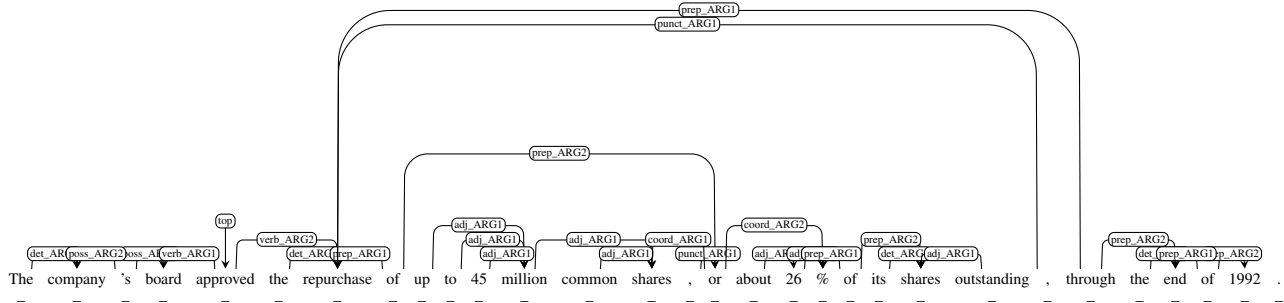 prep_ARG1
punct_ARG1
prep_ARG2
top adj_ARG1 coord_ARG2
verb_ARG2 adj_ARG1 adj_ARG1 coord_ARG1 prep_ARG2 prep_ARG2
poss_ARG2 verb_ARG1 prep_ARG1 adj_ARG1 adj_ARG1 punct_ARG1 prep_ARG1 adj_ARG1 prep_ARG1
The company 's board approved the repurchase of up to 45 million common shares , or about 26 % of its shares outstanding , through the end of 1992 .